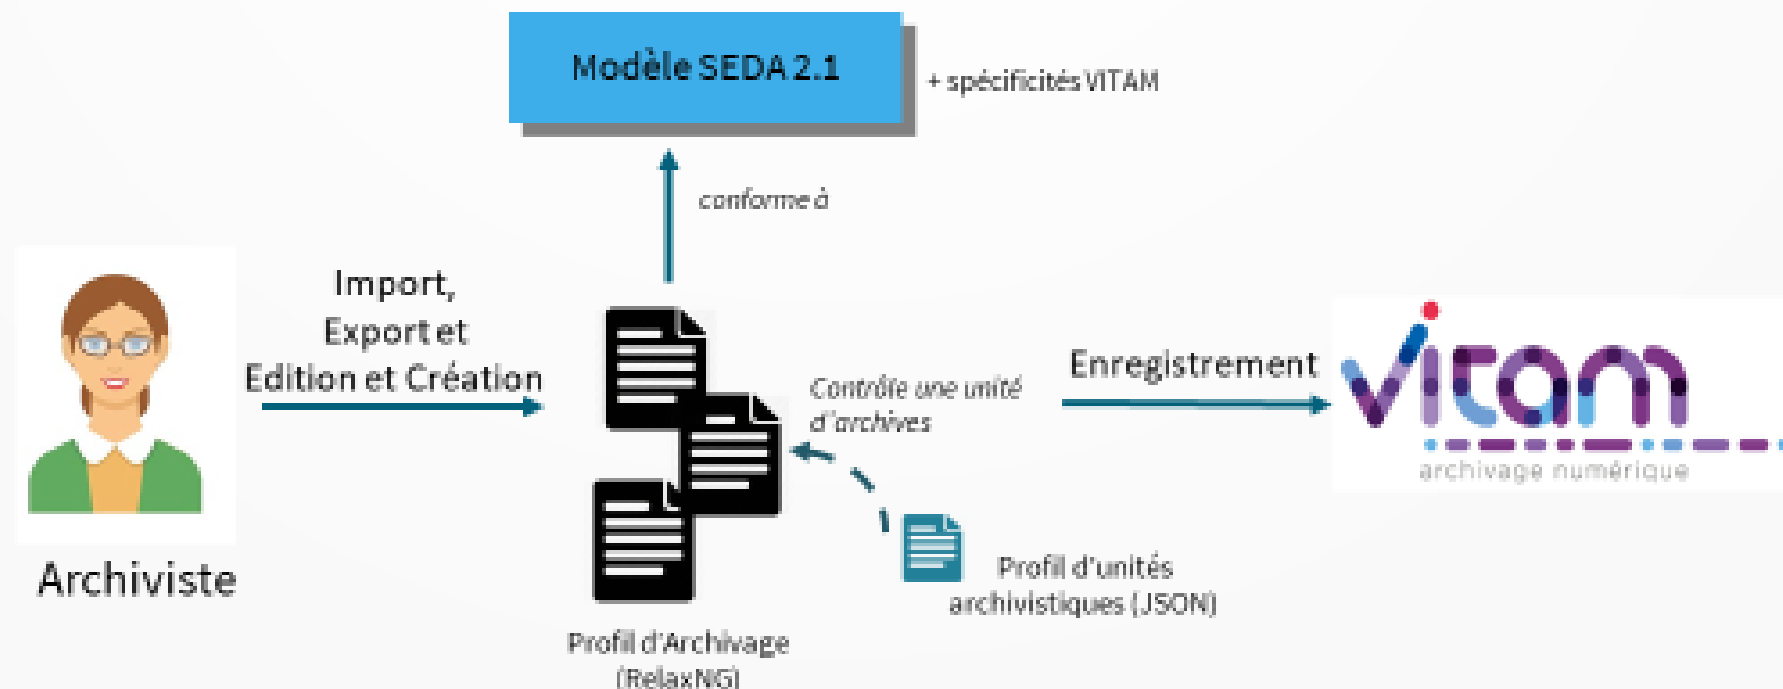 Modèle SEDA 2.1
+ spécificités VITAM
conforme à
Import,
Export et
Edition et Création
Archiviste
Contrôle une unité
d'archives
Enregistrement
vitam
archivage numérique
Profil d'unités
archivistiques (JSON)
Profil d'Archivage
(RelaxNG)